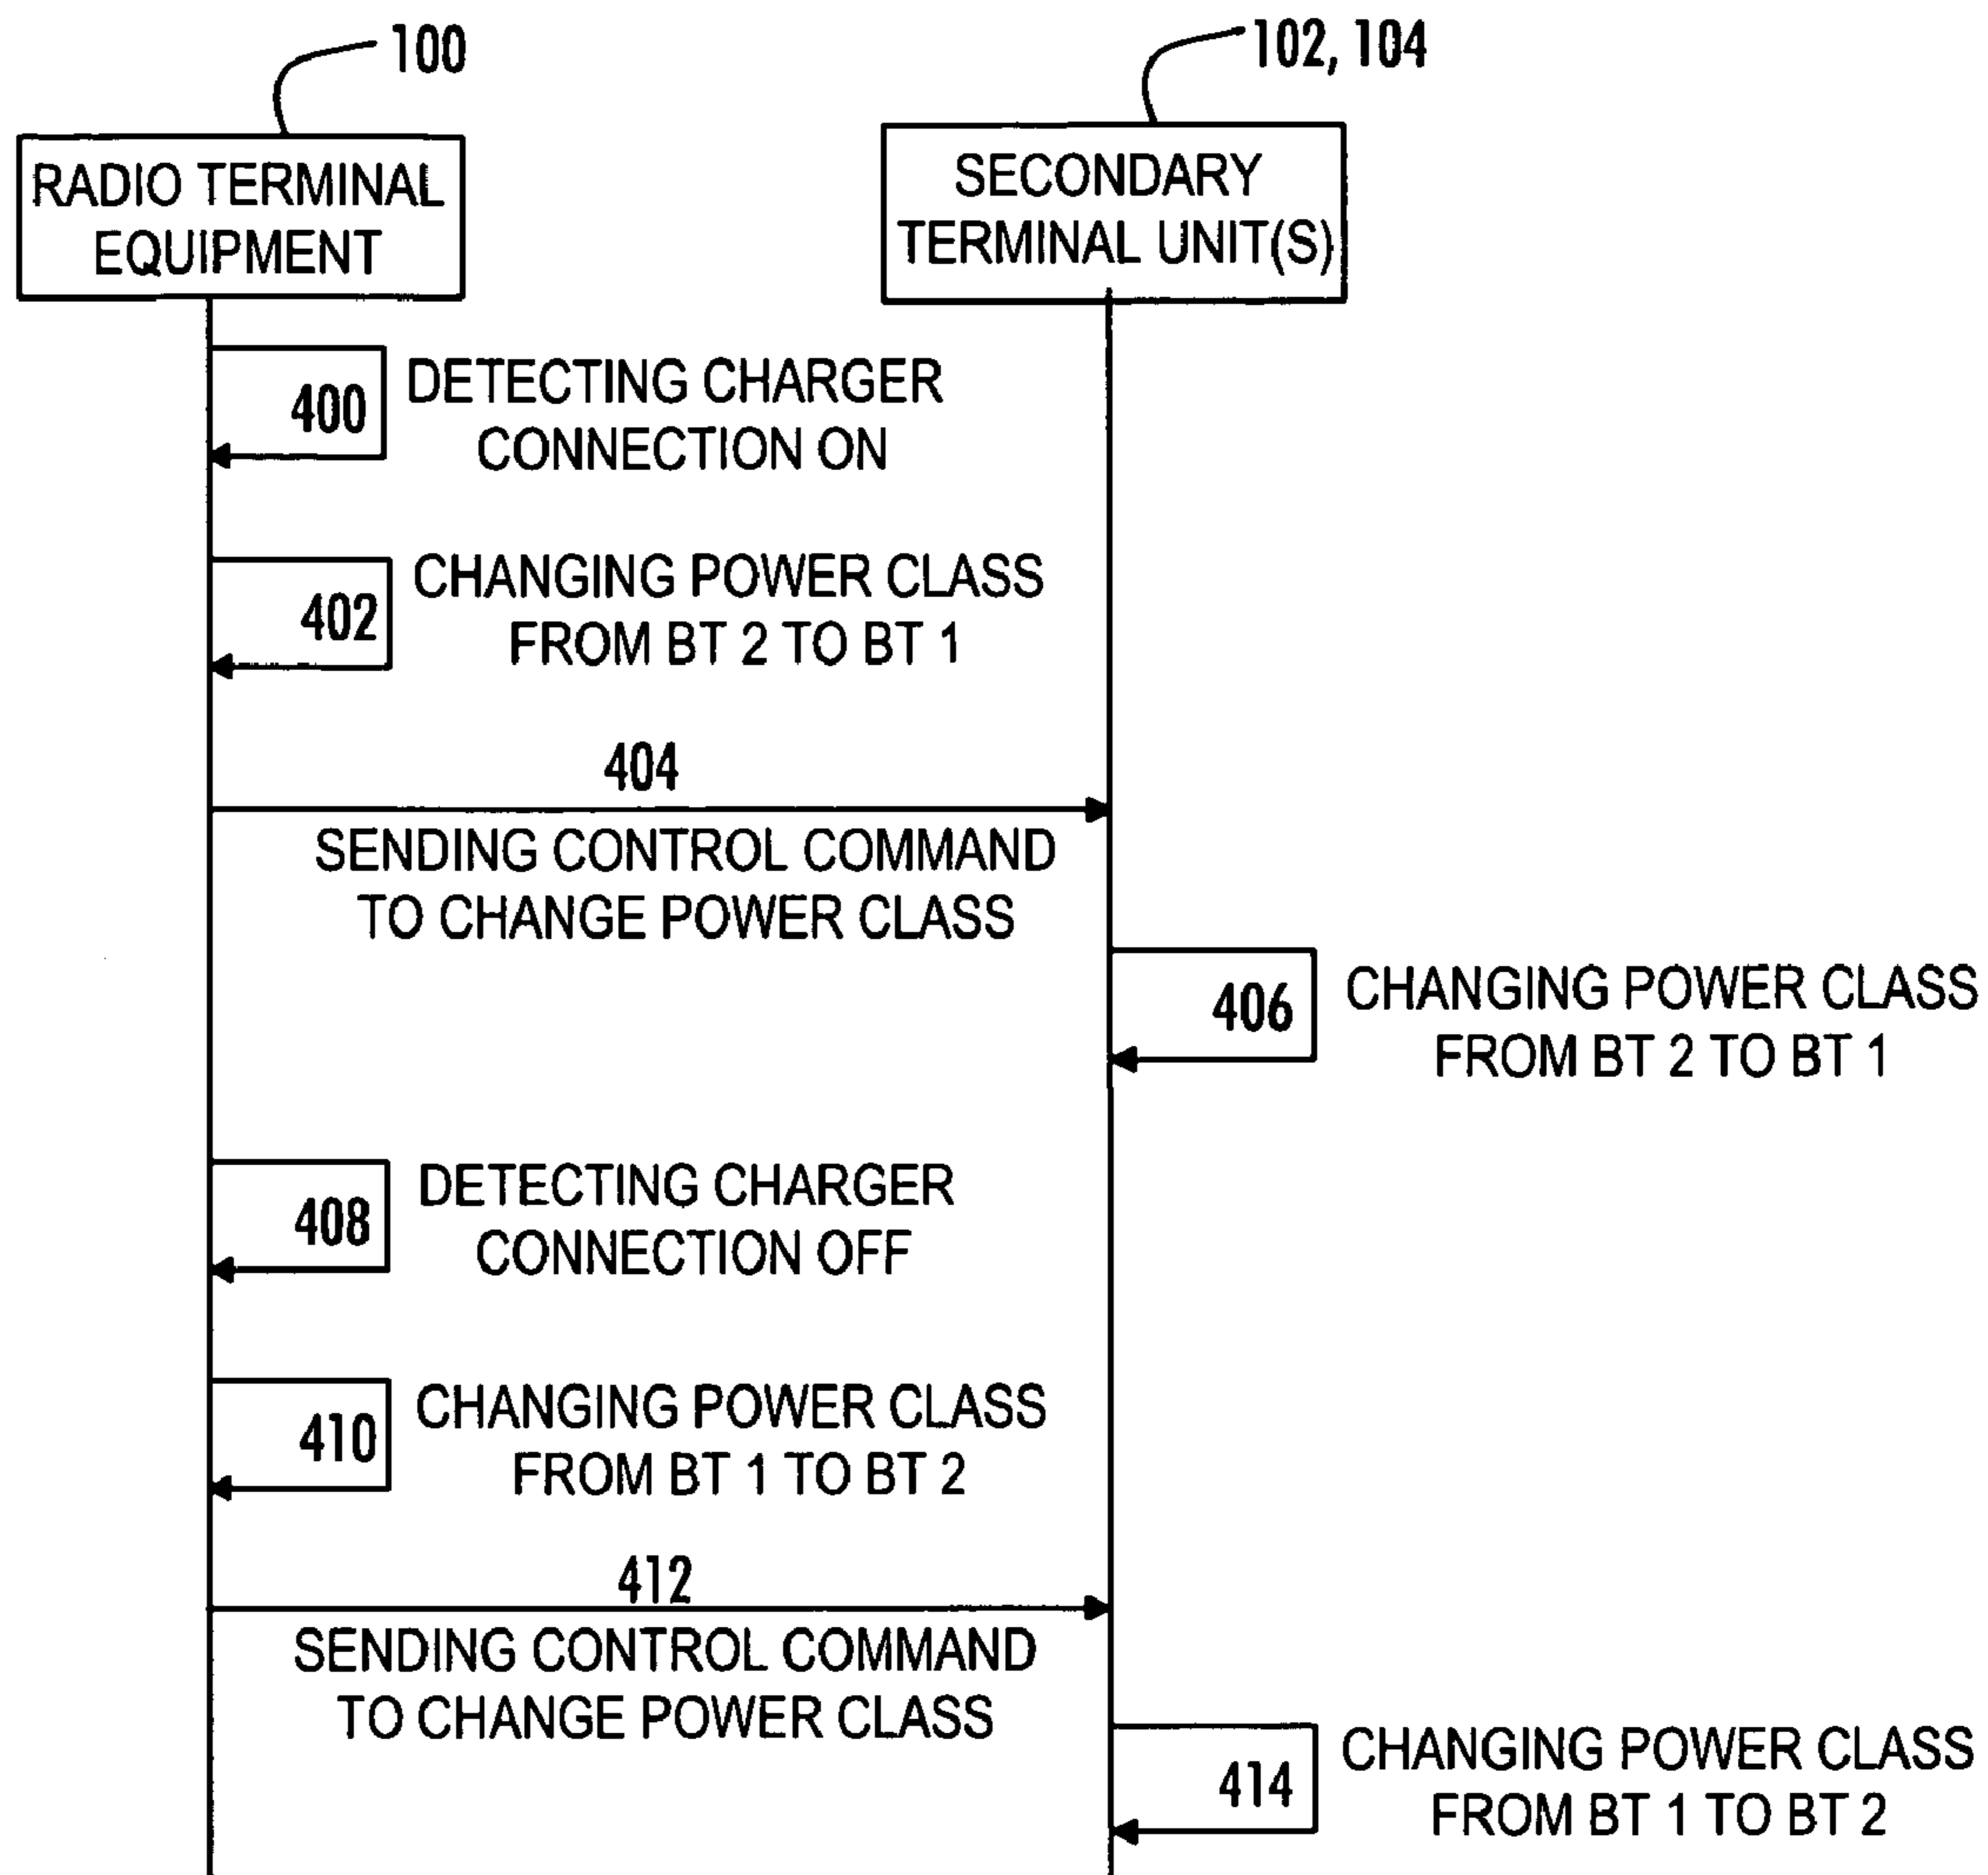 100
102, 104
RADIO TERMINAL
EQUIPMENT
SECONDARY
TERMINAL UNIT(S)
400
DETECTING CHARGER
CONNECTION ON
402
CHANGING POWER CLASS
FROM BT 2 TO BT 1
404
SENDING CONTROL COMMAND
TO CHANGE POWER CLASS
406
CHANGING POWER CLASS
FROM BT 2 TO BT 1
408
DETECTING CHARGER
CONNECTION OFF
410
CHANGING POWER CLASS
FROM BT 1 TO BT 2
412
SENDING CONTROL COMMAND
TO CHANGE POWER CLASS
414
CHANGING POWER CLASS
FROM BT 1 TO BT 2